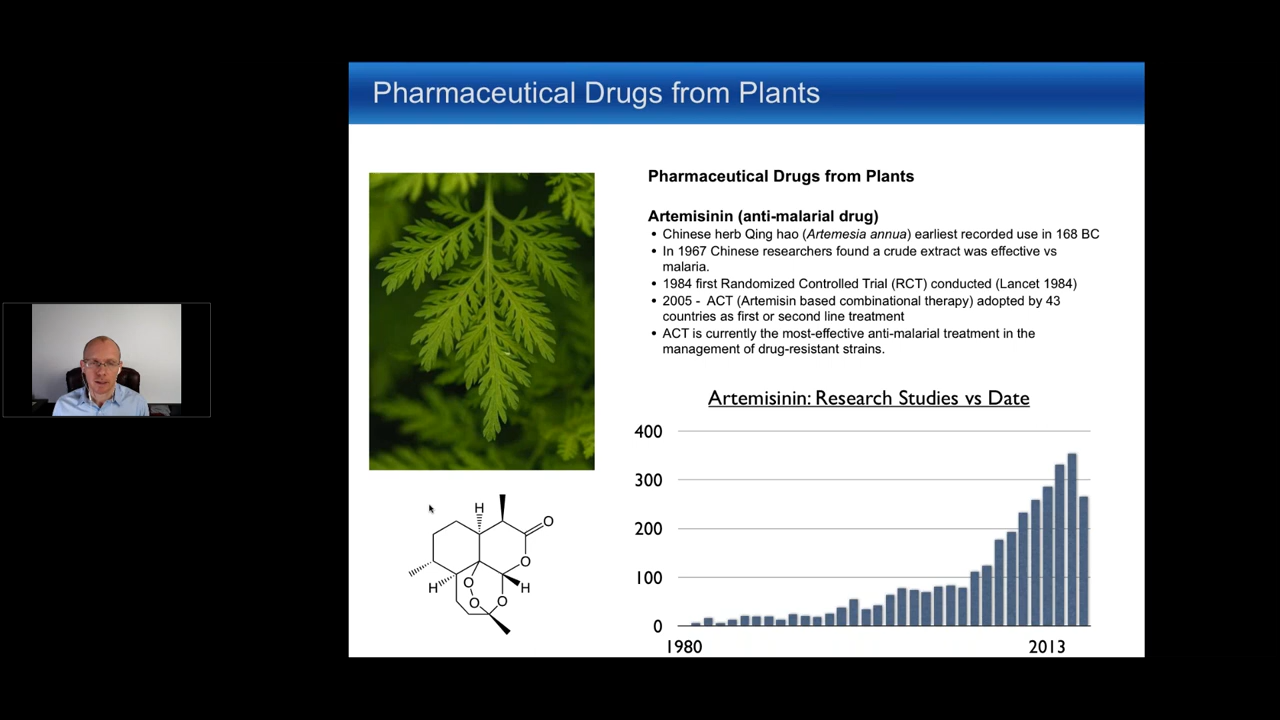 Pharmaceutical Drugs from Plants
Pharmaceutical Drugs from Plants
Artemisinin (anti-malarial drug)
• Chinese herb Qing hao (Artemesia annua) earliest recorded use in 168 BC
• In 1967 Chinese researchers found a crude extract was effective vs
malaria.
• 1984 first Randomized Controlled Trial (RCT) conducted (Lancet 1984)
• 2005 - ACT (Artemisin based combinational therapy) adopted by 43
countries as first or second line treatment
• ACT is currently the most-effective anti-malarial treatment in the
management of drug-resistant strains.
Artemisinin: Research Studies vs Date
400
300
200
100
0
1980
2013
H
O
O
H
O
H
O
O